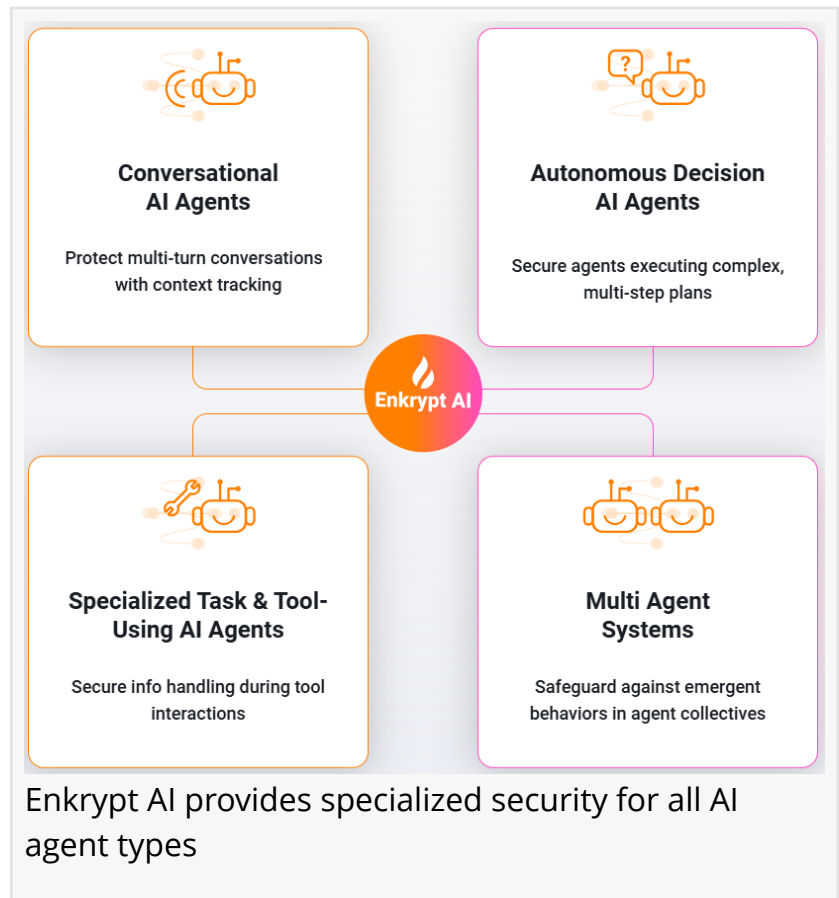 ?
Conversational
AI Agents
Protect multi-turn conversations
with context tracking
Autonomous Decision
AI Agents
Secure agents executing complex,
multi-step plans
Enkrypt AI
Specialized Task & Tool-
Using AI Agents
Secure info handling during tool
interactions
Multi Agent
Systems
Safeguard against emergent
behaviors in agent collectives
Enkrypt AI provides specialized security for all AI
agent types